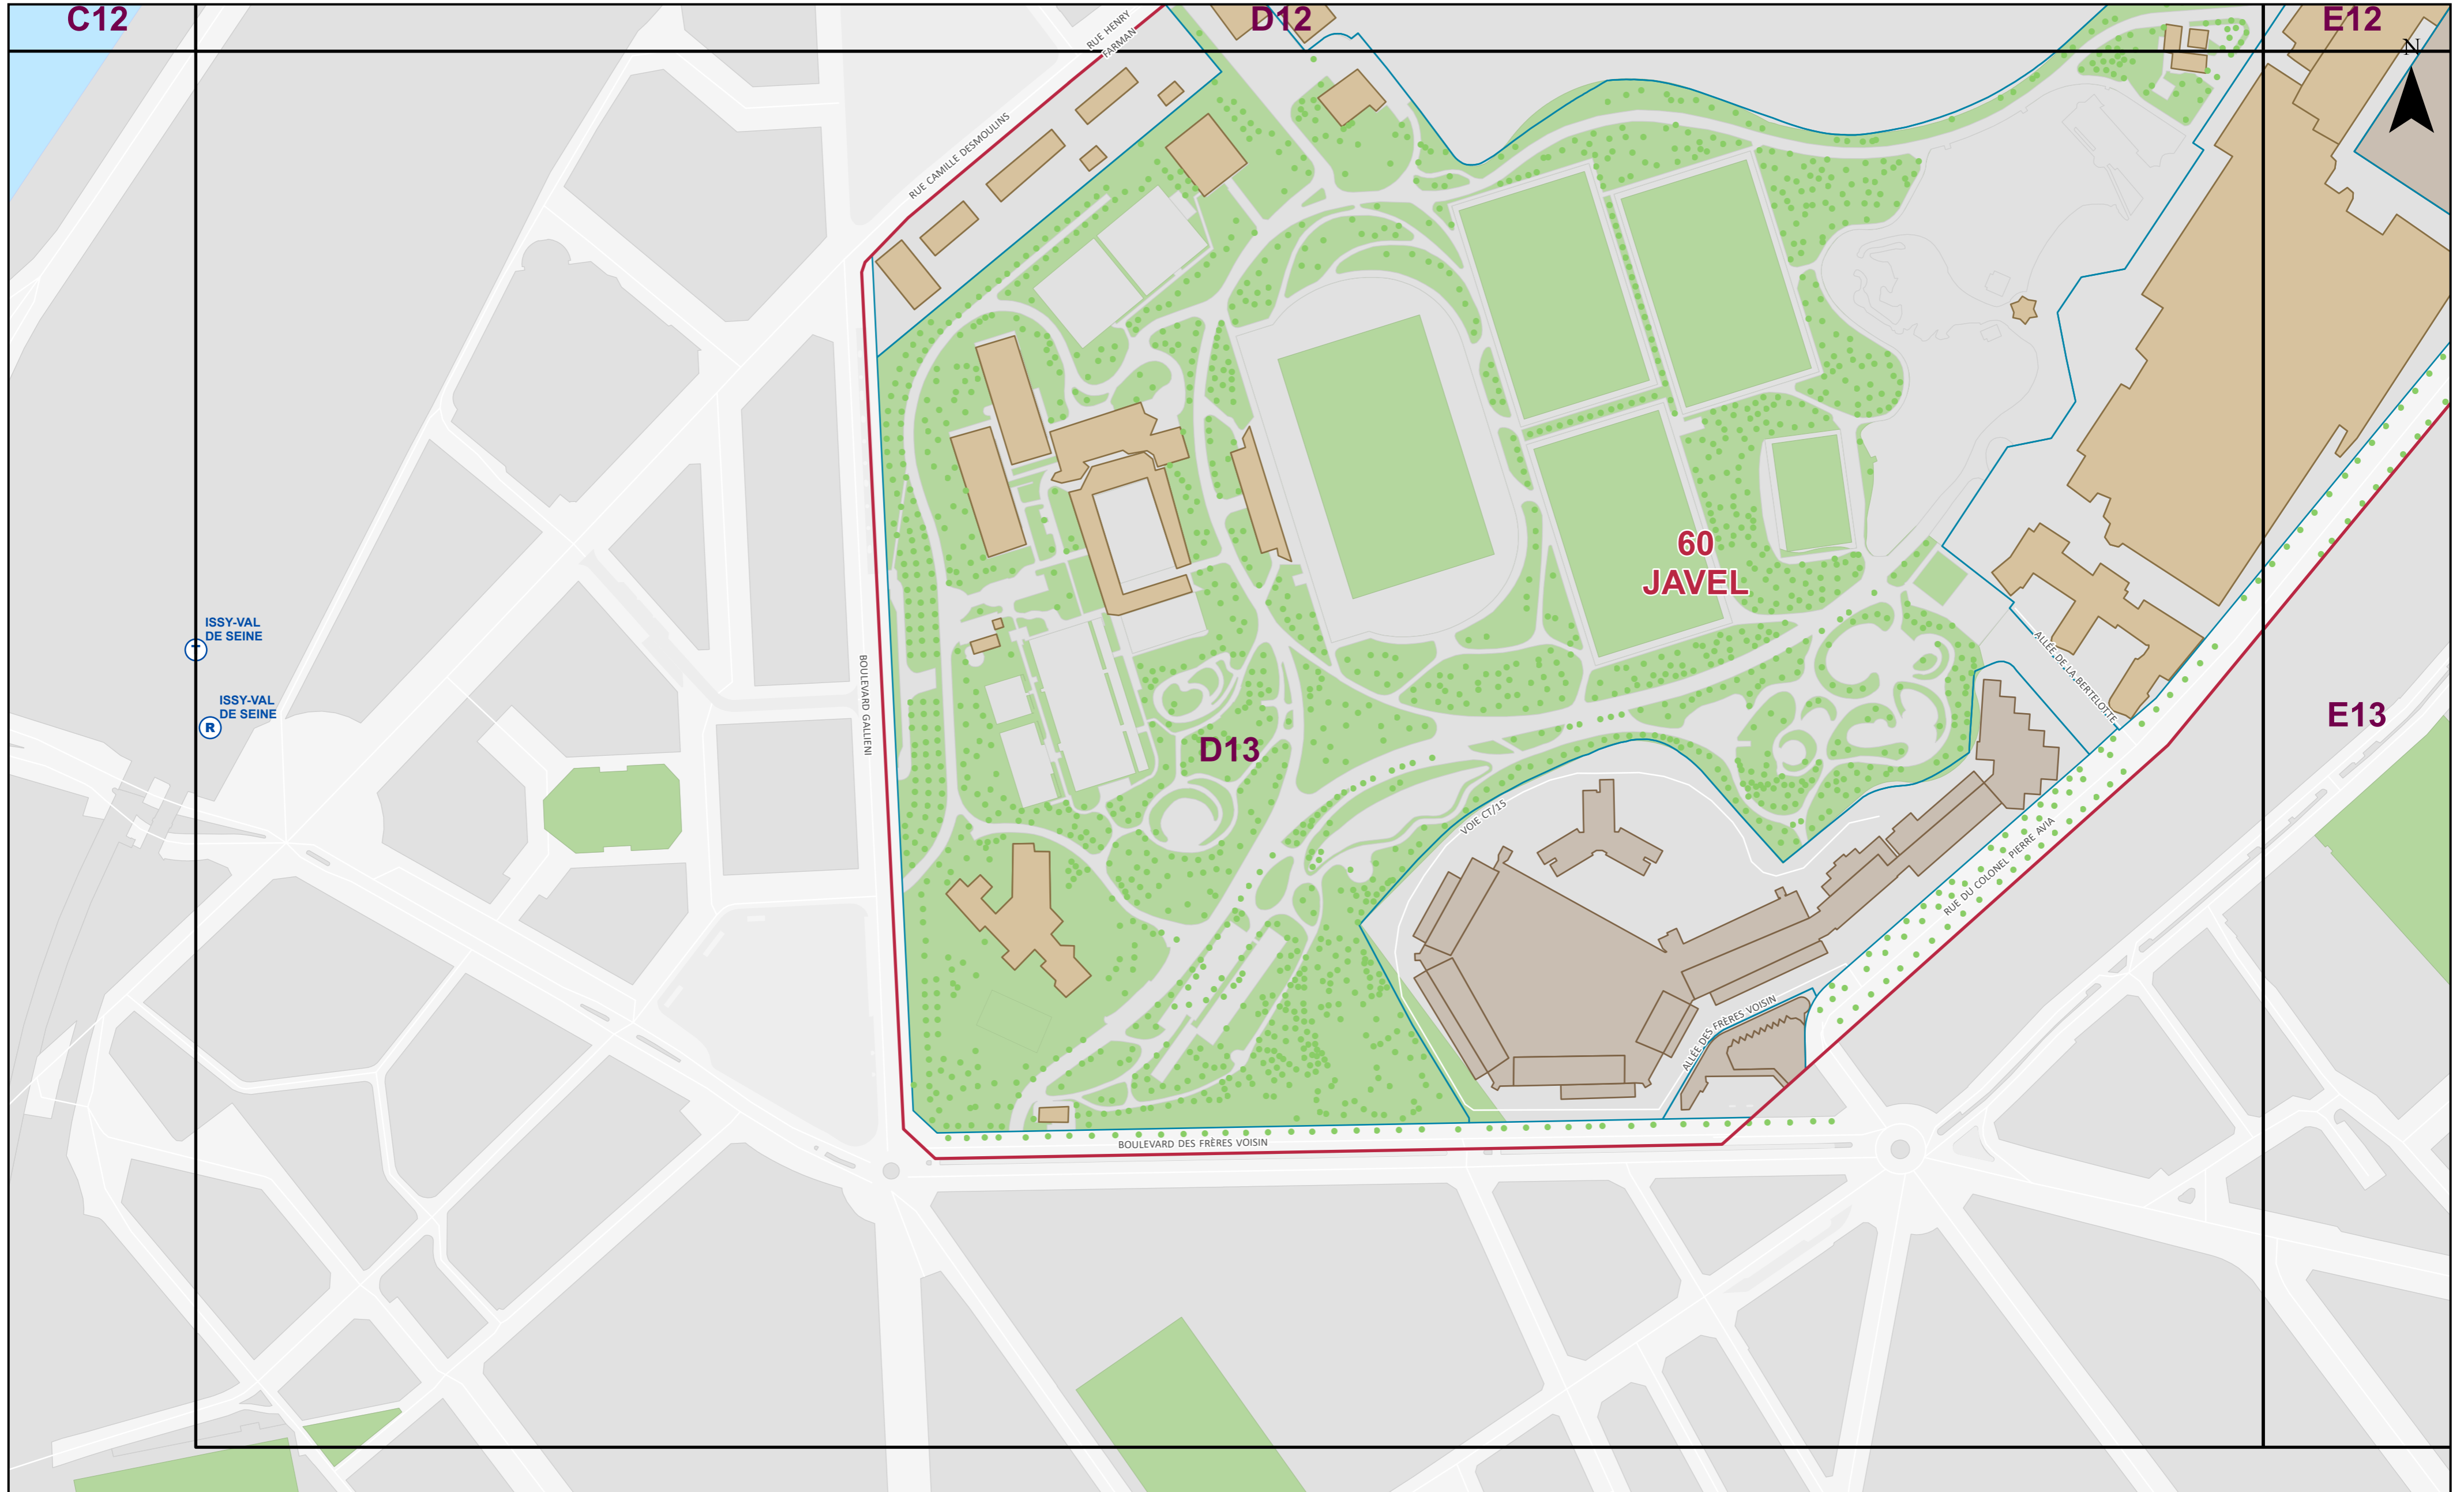 C12
D12
E12
N
RUE HENRY
FARMAN
RUE CAMILLE DESMOULINS
60
JAVEL
ISSY-VAL
DE SEINE
T
ISSY-VAL
DE SEINE
R
BOULEVARD GALLIENI
ALLÉE DE LA BERTELOTTE
E13
D13
VOIE CT/15
RUE DU COLONEL PIERRE AVIA
ALLÉE DES FRÈRES VOISIN
BOULEVARD DES FRÈRES VOISIN